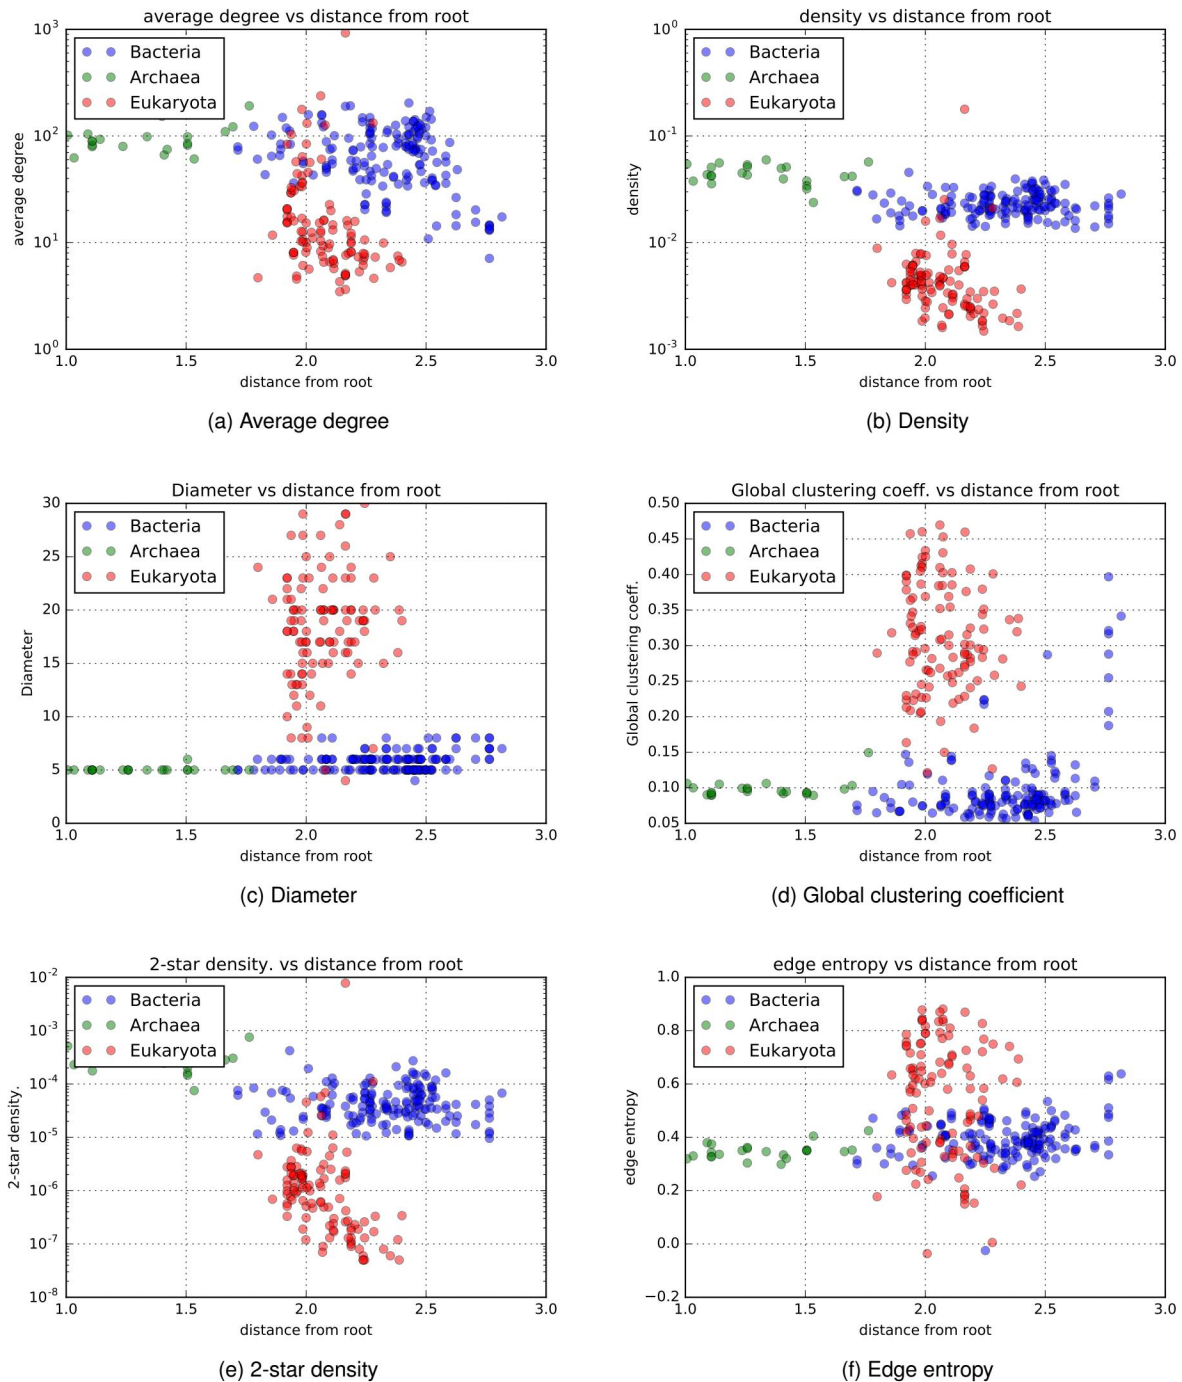 average degree vs distance from root
10^3
10^2
10^1
10^0
average degree
Bacteria
Archaea
Eukaryota
1.0 1.5 2.0 2.5 3.0
distance from root
(a) Average degree
density vs distance from root
10^0
10^-1
10^-2
10^-3
density
Bacteria
Archaea
Eukaryota
1.0 1.5 2.0 2.5 3.0
distance from root
(b) Density
Diameter vs distance from root
30
25
20
15
10
5
0
Diameter
Bacteria
Archaea
Eukaryota
1.0 1.5 2.0 2.5 3.0
distance from root
(c) Diameter
Global clustering coeff. vs distance from root
0.50
0.45
0.40
0.35
0.30
0.25
0.20
0.15
0.10
0.05
Global clustering coeff.
Bacteria
Archaea
Eukaryota
1.0 1.5 2.0 2.5 3.0
distance from root
(d) Global clustering coefficient
2-star density. vs distance from root
10^-2
10^-3
10^-4
10^-5
10^-6
10^-7
10^-8
2-star density.
Bacteria
Archaea
Eukaryota
1.0 1.5 2.0 2.5 3.0
distance from root
(e) 2-star density
edge entropy vs distance from root
1.0
0.8
0.6
0.4
0.2
0.0
−0.2
edge entropy
Bacteria
Archaea
Eukaryota
1.0 1.5 2.0 2.5 3.0
distance from root
(f) Edge entropy